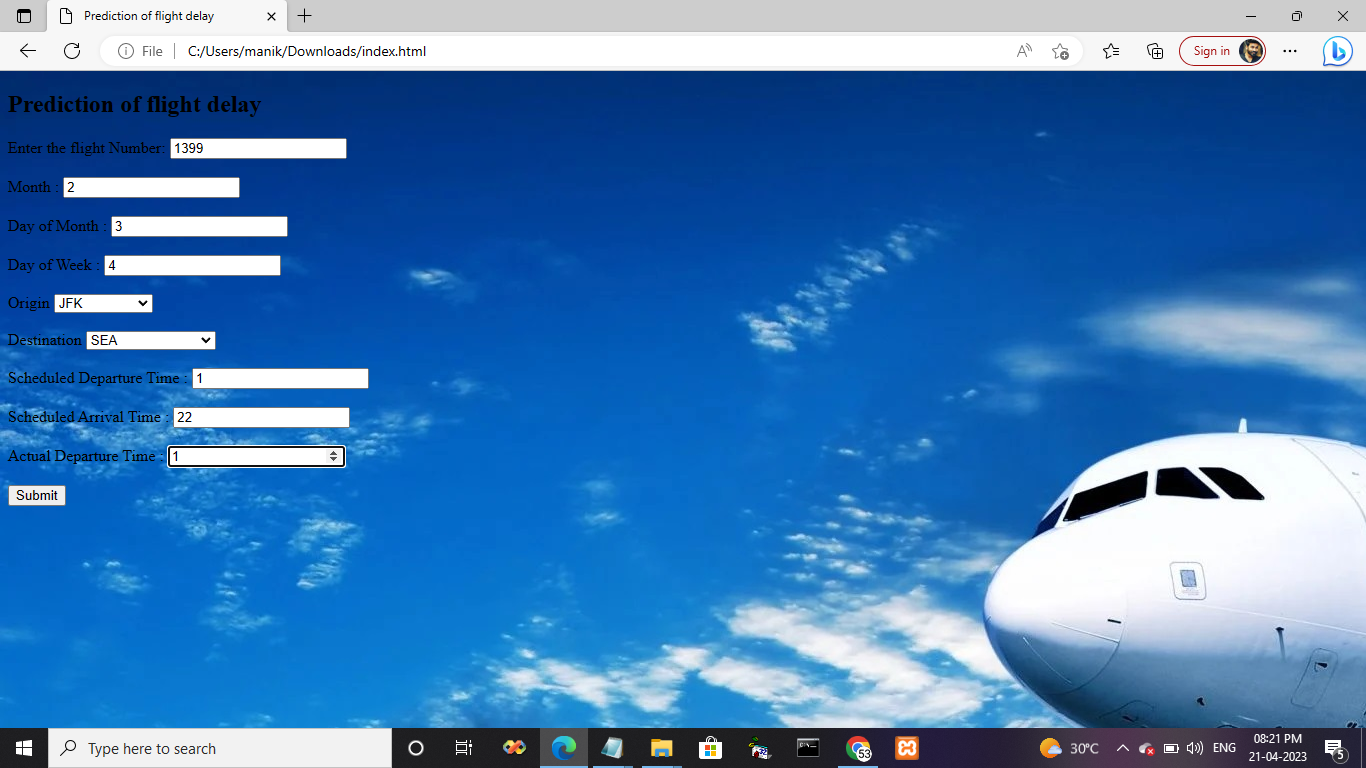 Prediction of flight delay
File
C:/Users/manik/Downloads/index.html
Sign in
Prediction of flight delay
Enter the flight Number: 1399
Month : 2
Day of Month : 3
Day of Week : 4
Origin JFK
Destination SEA
Scheduled Departure Time : 1
Scheduled Arrival Time : 22
Actual Departure Time : 1
Submit
Type here to search
53
30°C
ENG
08:21 PM
21-04-2023
5